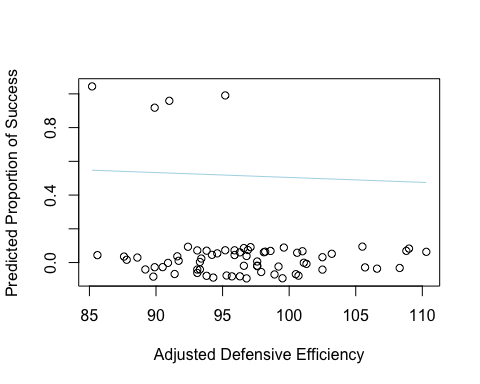 Predicted Proportion of Success
0.8
0.4
0.0
85 90 95 100 105 110
Adjusted Defensive Efficiency